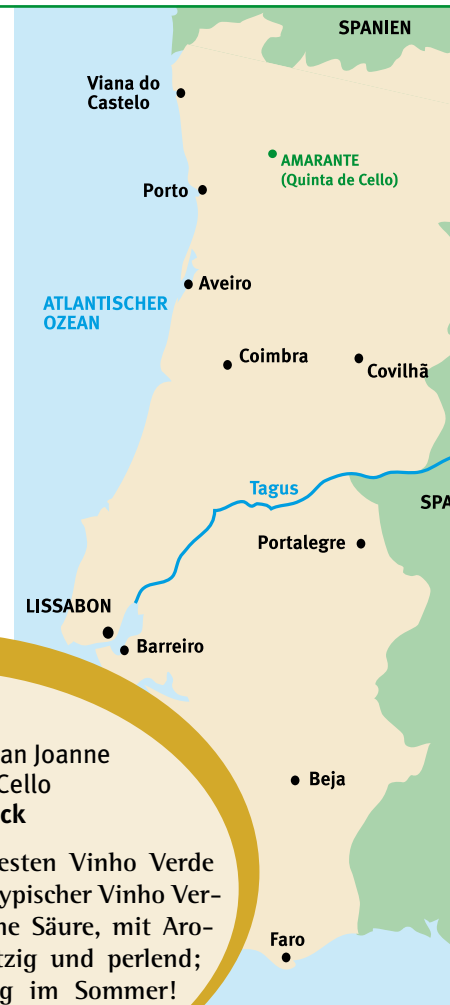 SPANIEN
Viana do
Castelo
AMARANTE
(Quinta de Cello)
Porto
Aveiro
ATLANTISCHER
OZEAN
Coimbra
Covilhã
Tagus
SPA
Portalegre
LISSABON
Barreiro
an Joanne
Cello
ck
Beja
esten Vinho Verde
ypischer Vinho Ver-
ne Säure, mit Aro-
tzig und perlend;
g im Sommer!
Faro